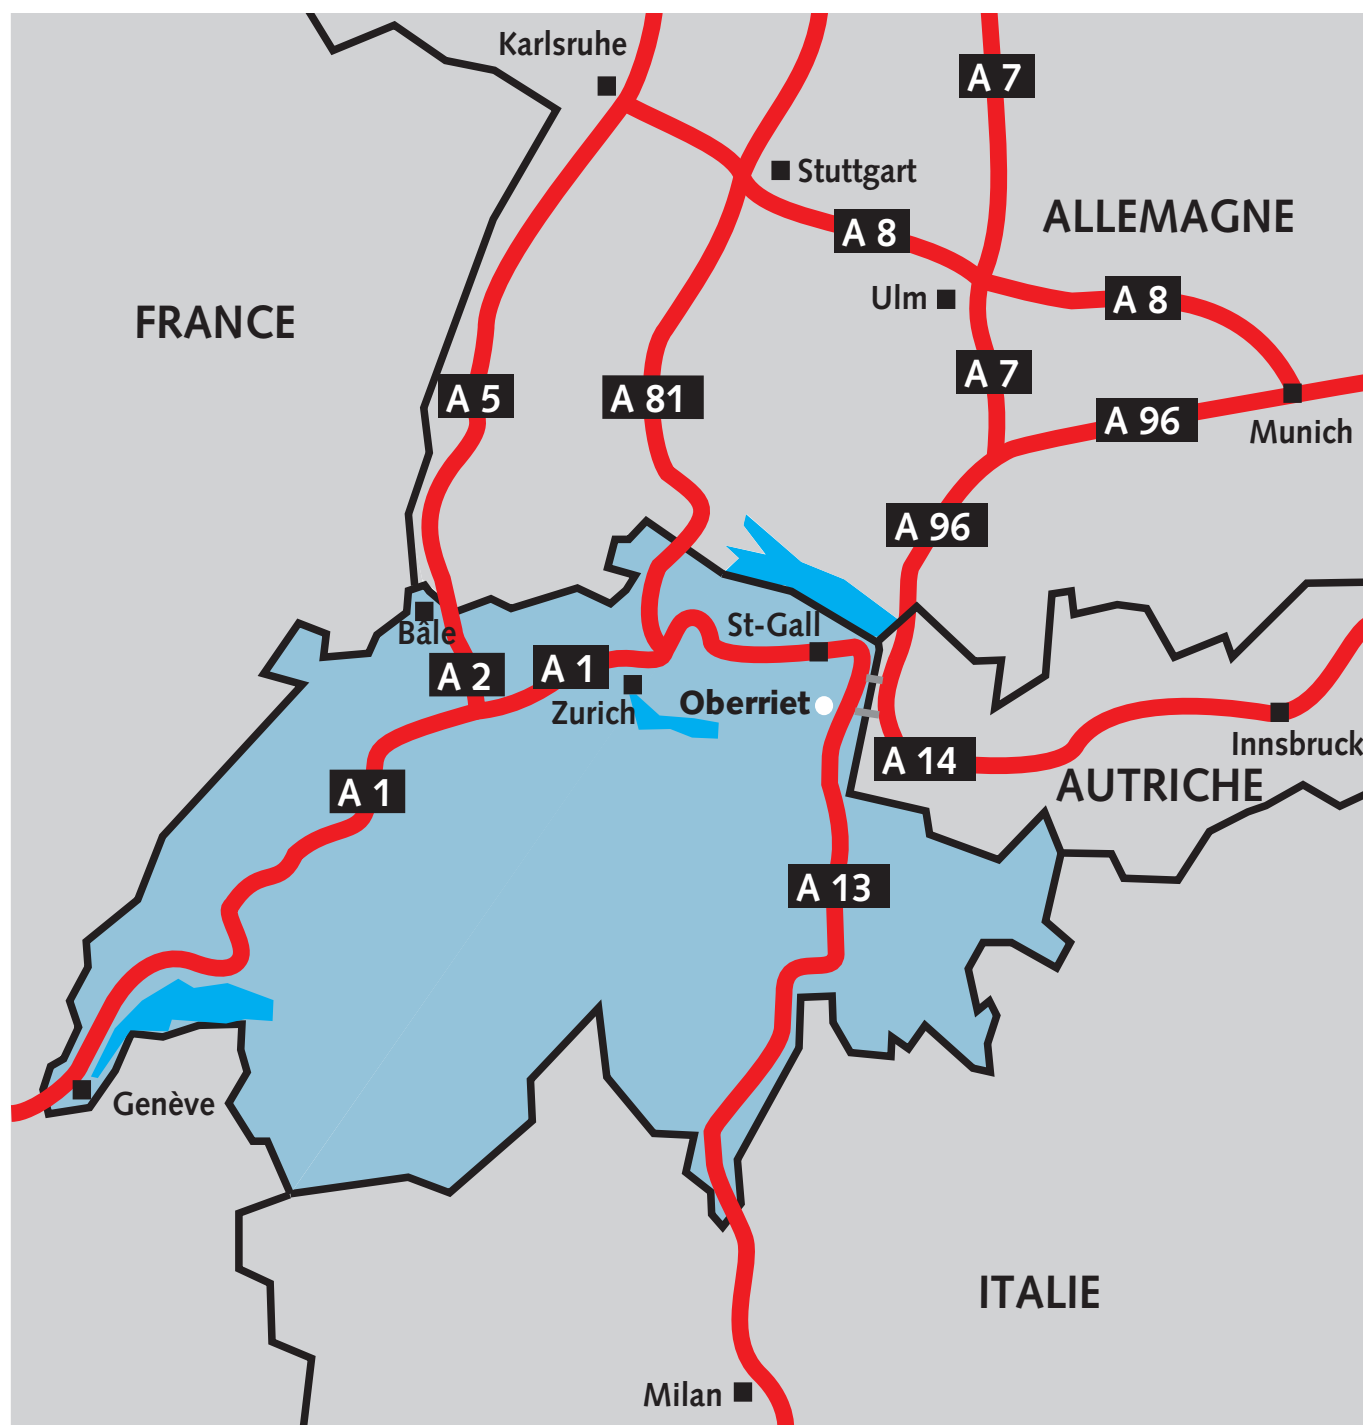 Karlsruhe
A 7
Stuttgart
ALLEMAGNE
A 8
Ulm
A 8
FRANCE
A 7
A 5
A 81
A 96
Munich
A 96
Bâle
St-Gall
A 2
A 1
Zurich
Oberriet
Innsbruck
A 14
AUTRICHE
A 1
A 13
Genève
ITALIE
Milan